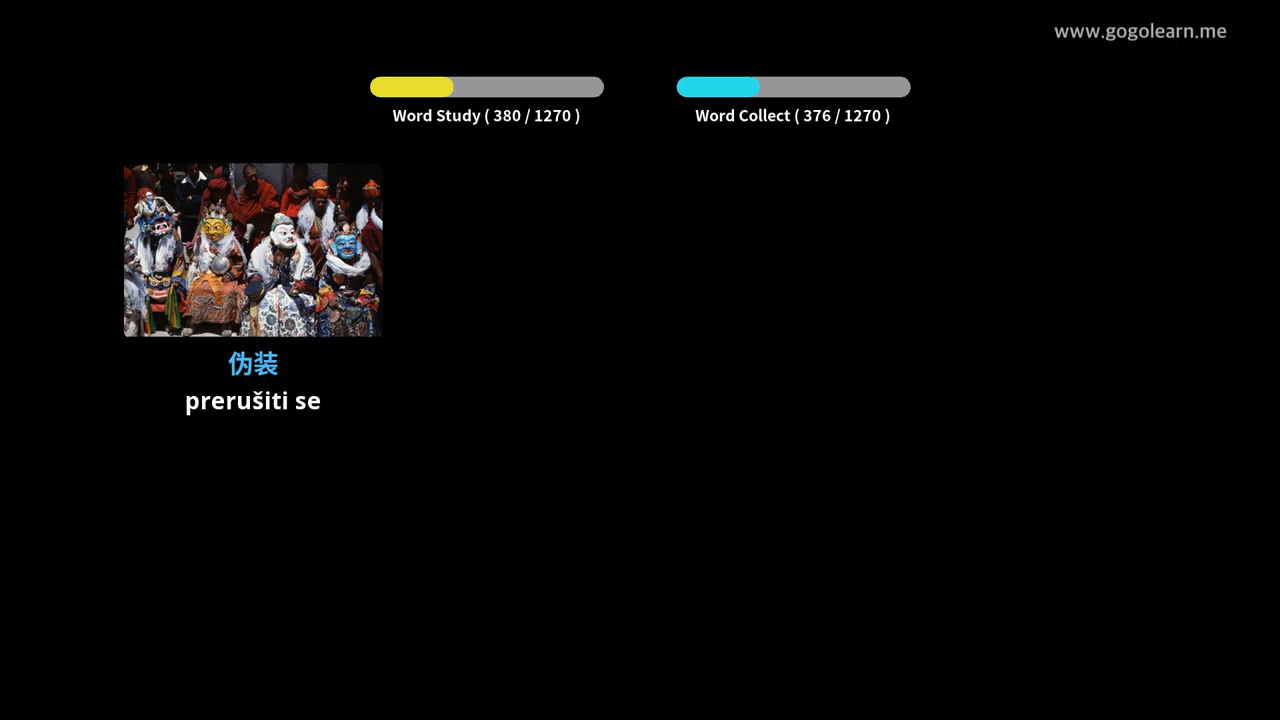 www.gogolearn.me
Word Study ( 380 / 1270 )
Word Collect ( 376 / 1270 )
伪装
prerušiti se